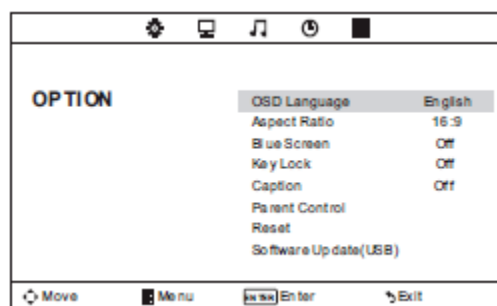 OPTION
OSD Language English
Aspect Ratio 16:9
Blue Screen Off
Key Lock Off
Caption Off
Parent Control
Reset
Software Update(USB)
Move Menu ENTER Enter Exit